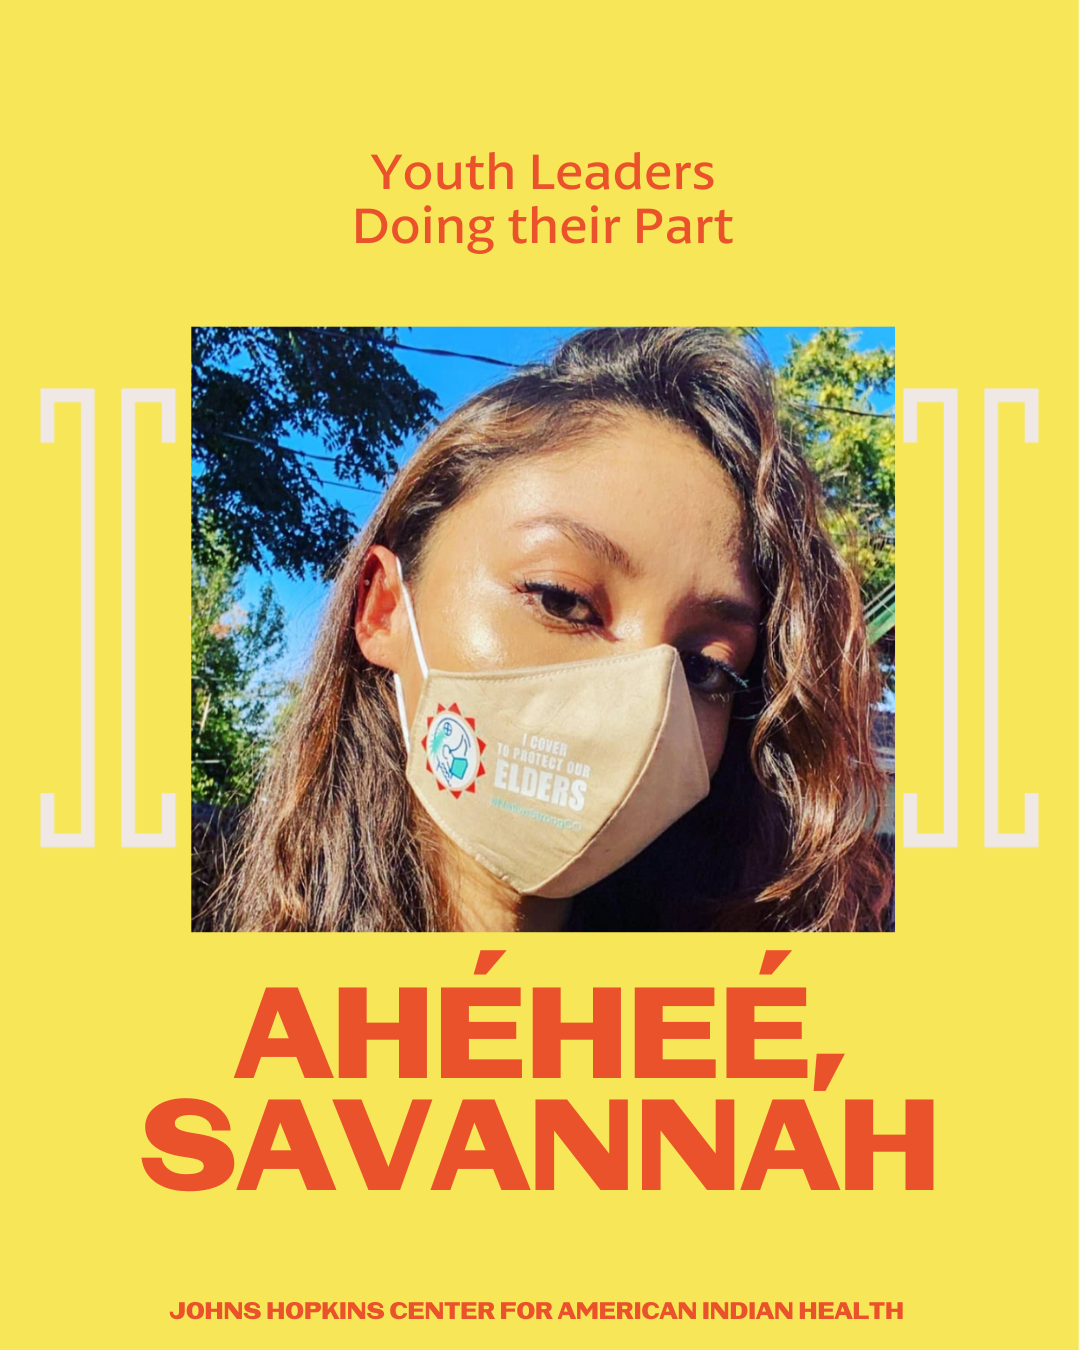 Youth Leaders
Doing their Part
I COVER
TO PROTECT OUR
ELDERS
AHÉHEÉ,
SAVANNAH
JOHNS HOPKINS CENTER FOR AMERICAN INDIAN HEALTH